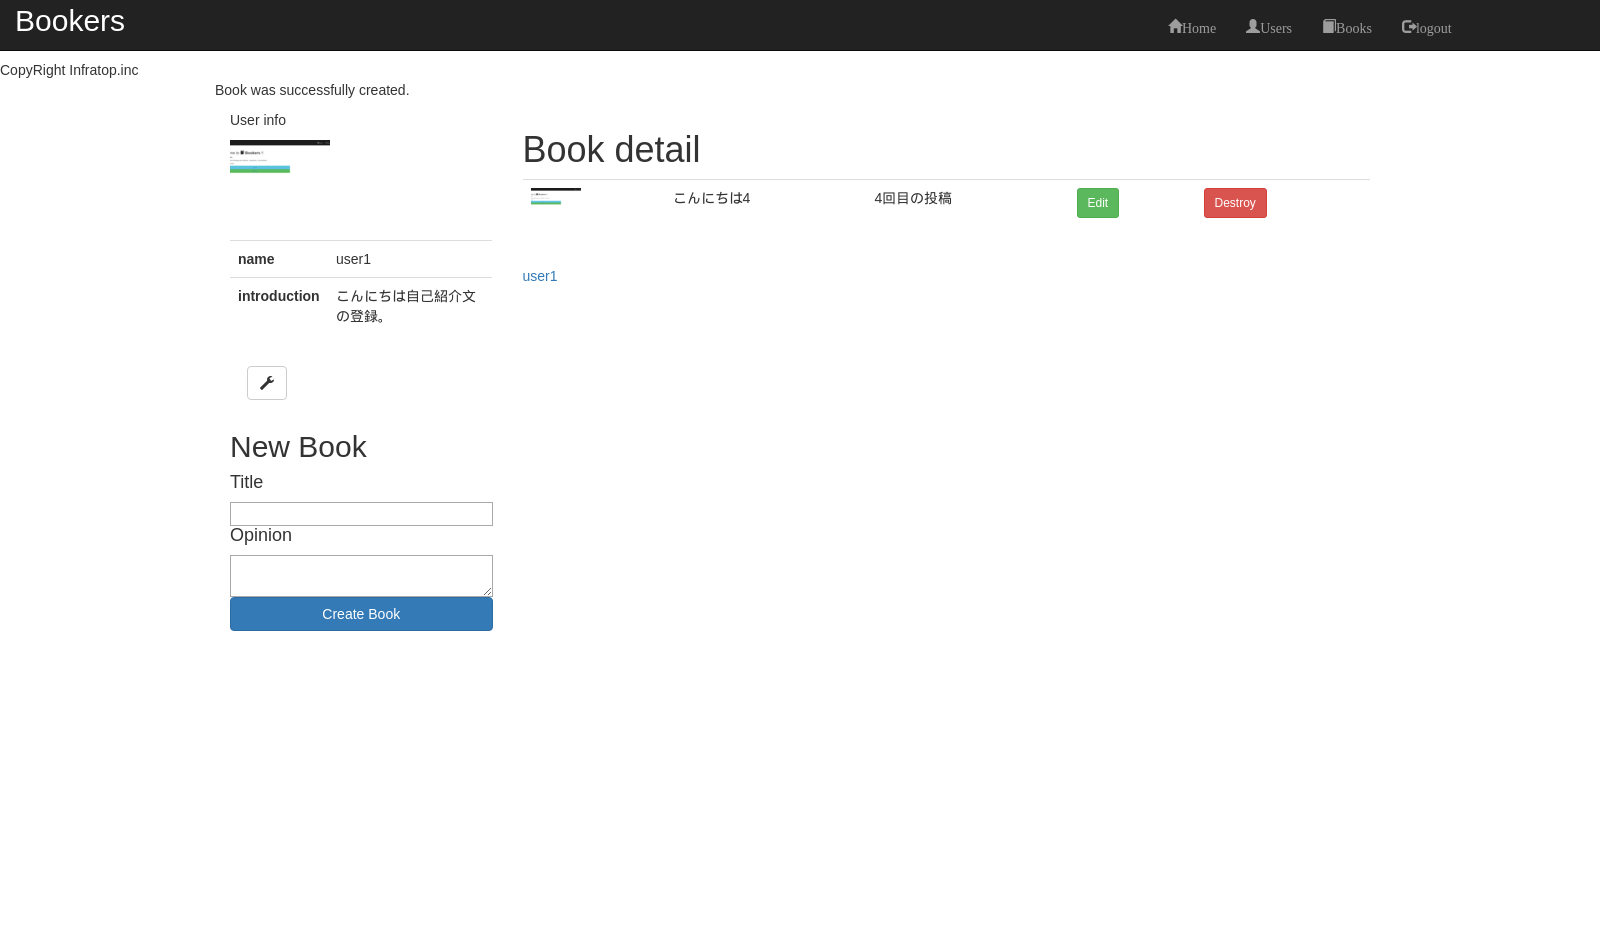 Bookers
Home Users Books logout
CopyRight Infratop.inc
Book was successfully created.
User info
name user1
introduction こんにちは自己紹介文
の登録。
New Book
Title
Opinion
Create Book
Book detail
こんにちは4 4回目の投稿 Edit Destroy
user1